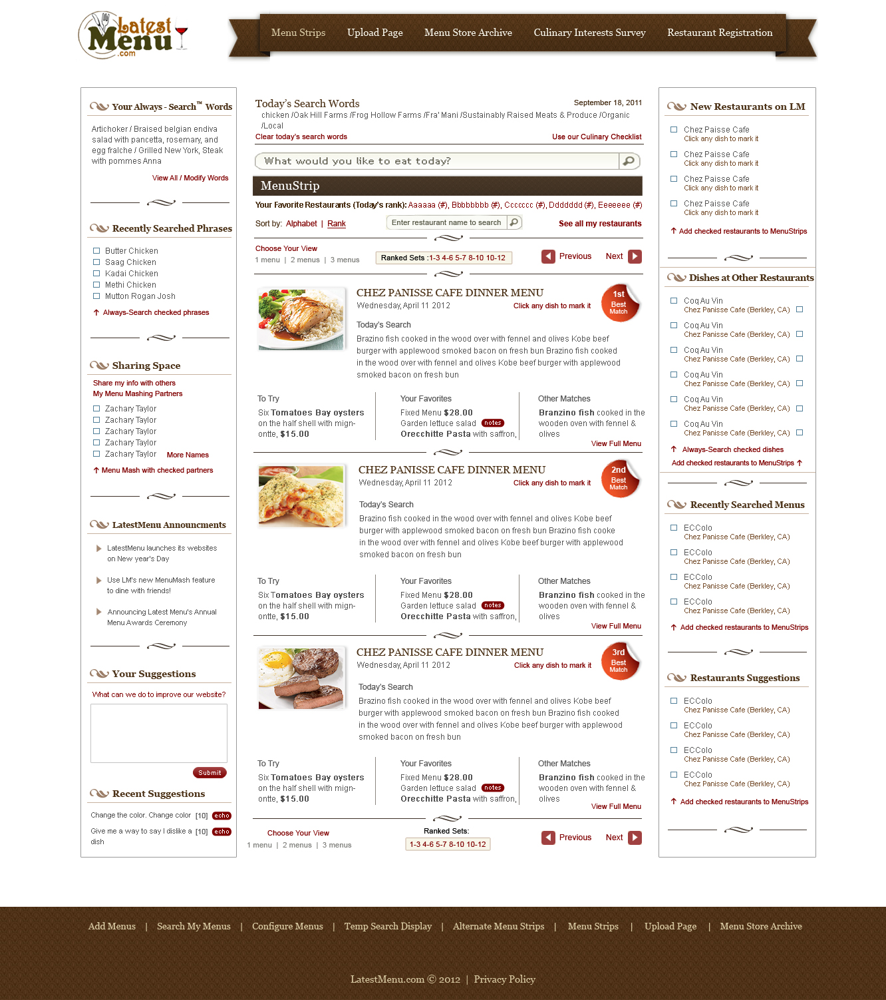 Latest
Menu
.com
Menu Strips
Upload Page
Menu Store Archive
Culinary Interests Survey
Restaurant Registration
Your Always - Search™ Words
Artichoker / Braised belgian endiva
salad with pancetta, rosemary, and
egg fralche / Grilled New York, Steak
with pommes Anna
View All / Modify Words
Recently Searched Phrases
Butter Chicken
Saag Chicken
Kadai Chicken
Methi Chicken
Mutton Rogan Josh
↑ Always-Search checked phrases
Sharing Space
Share my info with others
My Menu Mashing Partners
Zachary Taylor
Zachary Taylor
Zachary Taylor
Zachary Taylor
Zachary Taylor More Names
↑ Menu Mash with checked partners
LatestMenu Announcments
LatestMenu launches its websites
on New year's Day
Use LM's new MenuMash feature
to dine with friends!
Announcing Latest Menu's Annual
Menu Awards Ceremony
Your Suggestions
What can we do to improve our website?
Submit
Recent Suggestions
Change the color. Change color [10] echo
Give me a way to say I dislike a [10] echo
dish
Today's Search Words
September 18, 2011
chicken /Oak Hill Farms /Frog Hollow Farms /Fra' Mani /Sustainably Raised Meats & Produce /Organic
/Local
Clear today's search words
Use our Culinary Checklist
What would you like to eat today?
MenuStrip
Your Favorite Restaurants (Today's rank): Aaaaaa (#), Bbbbbbbb (#), Ccccccc (#), Ddddddd (#), Eeeeeee (#)
Sort by: Alphabet | Rank
Enter restaurant name to search
See all my restaurants
Choose Your View
1 menu | 2 menus | 3 menus
Ranked Sets :1-3 4-6 5-7 8-10 10-12
Previous
Next
CHEZ PANISSE CAFE DINNER MENU
Wednesday, April 11 2012
Click any dish to mark it
1st
Best
Match
Today's Search
Brazino fish cooked in the wood over with fennel and olives Kobe beef
burger with applewood smoked bacon on fresh bun Brazino fish cooked
in the wood over with fennel and olives Kobe beef burger with applewood
smoked bacon on fresh bun
To Try
Six Tomatoes Bay oysters
on the half shell with mign-
ontte, $15.00
Your Favorites
Fixed Menu $28.00
Garden lettuce salad notes
Orecchitte Pasta with saffron,
Other Matches
Branzino fish cooked in the
wooden oven with fennel &
olives
View Full Menu
CHEZ PANISSE CAFE DINNER MENU
Wednesday, April 11 2012
Click any dish to mark it
2nd
Best
Match
Today's Search
Brazino fish cooked in the wood over with fennel and olives Kobe beef
burger with applewood smoked bacon on fresh bun Brazino fish cooke
in the wood over with fennel and olives Kobe beef burger with applewood
smoked bacon on fresh bun
To Try
Six Tomatoes Bay oysters
on the half shell with mign-
ontte, $15.00
Your Favorites
Fixed Menu $28.00
Garden lettuce salad notes
Orecchitte Pasta with saffron,
Other Matches
Branzino fish cooked in the
wooden oven with fennel &
olives
View Full Menu
CHEZ PANISSE CAFE DINNER MENU
Wednesday, April 11 2012
Click any dish to mark it
3rd
Best
Match
Today's Search
Brazino fish cooked in the wood over with fennel and olives Kobe beef
burger with applewood smoked bacon on fresh bun Brazino fish cooked
in the wood over with fennel and olives Kobe beef burger with applewood
smoked bacon on fresh bun
To Try
Six Tomatoes Bay oysters
on the half shell with mign-
ontte, $15.00
Your Favorites
Fixed Menu $28.00
Garden lettuce salad notes
Orecchitte Pasta with saffron,
Other Matches
Branzino fish cooked in the
wooden oven with fennel &
olives
View Full Menu
Choose Your View
1 menu | 2 menus | 3 menus
Ranked Sets:
1-3 4-6 5-7 8-10 10-12
Previous
Next
New Restaurants on LM
Chez Paisse Cafe
Click any dish to mark it
Chez Paisse Cafe
Click any dish to mark it
Chez Paisse Cafe
Click any dish to mark it
Chez Paisse Cafe
Click any dish to mark it
↑ Add checked restaurants to MenuStrips
Dishes at Other Restaurants
Coq Au Vin
Chez Panisse Cafe (Berkley, CA)
Coq Au Vin
Chez Panisse Cafe (Berkley, CA)
Coq Au Vin
Chez Panisse Cafe (Berkley, CA)
Coq Au Vin
Chez Panisse Cafe (Berkley, CA)
Coq Au Vin
Chez Panisse Cafe (Berkley, CA)
Coq Au Vin
Chez Panisse Cafe (Berkley, CA)
↑ Always-Search checked dishes
Add checked restaurants to MenuStrips ↑
Recently Searched Menus
ECColo
Chez Panisse Cafe (Berkley, CA)
ECColo
Chez Panisse Cafe (Berkley, CA)
ECColo
Chez Panisse Cafe (Berkley, CA)
ECColo
Chez Panisse Cafe (Berkley, CA)
↑ Add checked restaurants to MenuStrips
Restaurants Suggestions
ECColo
Chez Panisse Cafe (Berkley, CA)
ECColo
Chez Panisse Cafe (Berkley, CA)
ECColo
Chez Panisse Cafe (Berkley, CA)
ECColo
Chez Panisse Cafe (Berkley, CA)
↑ Add checked restaurants to MenuStrips
Add Menus | Search My Menus | Configure Menus | Temp Search Display | Alternate Menu Strips | Menu Strips | Upload Page | Menu Store Archive
LatestMenu.com © 2012 | Privacy Policy